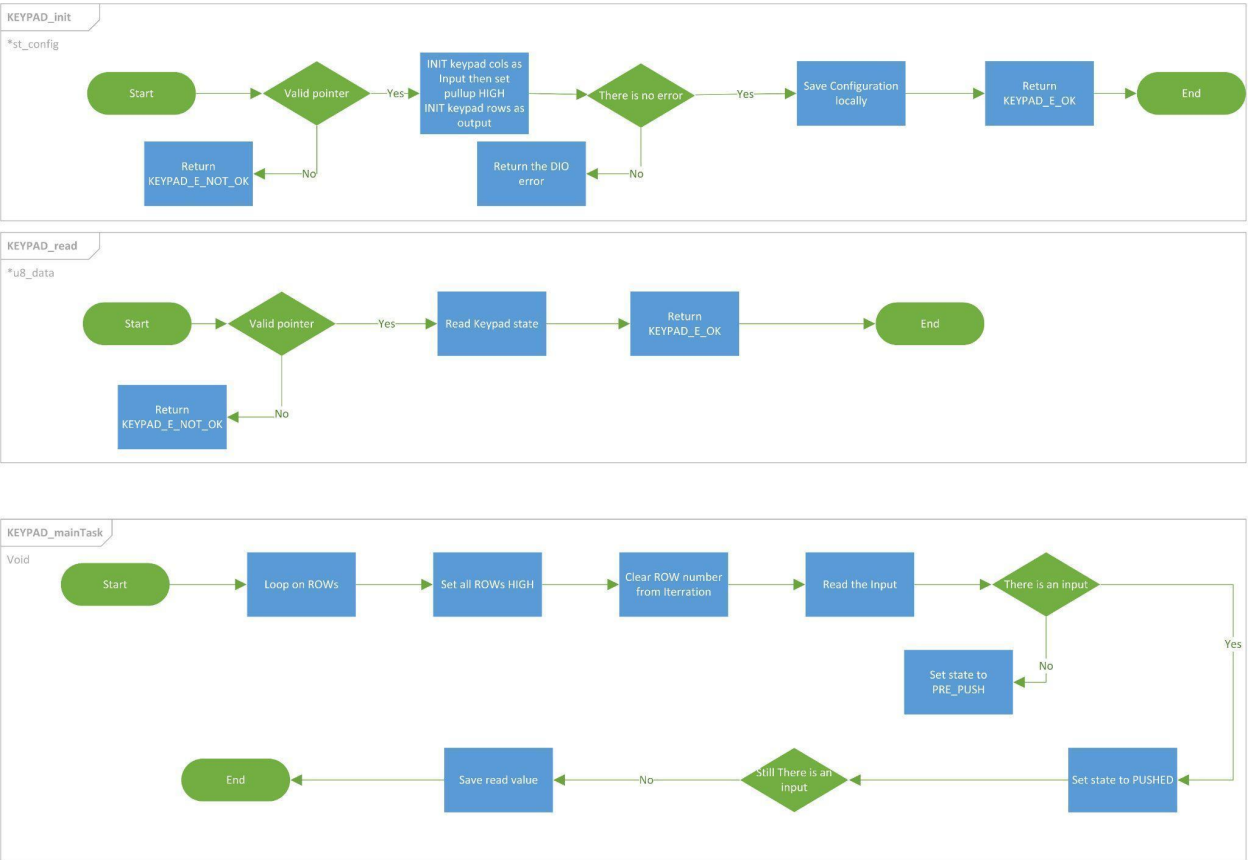 KEYPAD_init
*st_config
Start
Valid pointer
Yes
INIT keypad cols as
Input then set
pullup HIGH
INIT keypad rows as
output
There is no error
Yes
Save Configuration
locally
Return
KEYPAD_E_OK
End
No
Return
KEYPAD_E_NOT_OK
No
Return the DIO
error
KEYPAD_read
*u8_data
Start
Valid pointer
Yes
Read Keypad state
Return
KEYPAD_E_OK
End
No
Return
KEYPAD_E_NOT_OK
KEYPAD_mainTask
Void
Start
Loop on ROWs
Set all ROWs HIGH
Clear ROW number
from Iterration
Read the Input
There is an input
Yes
No
Set state to
PRE_PUSH
Set state to PUSHED
Still There is an
input
No
Save read value
End